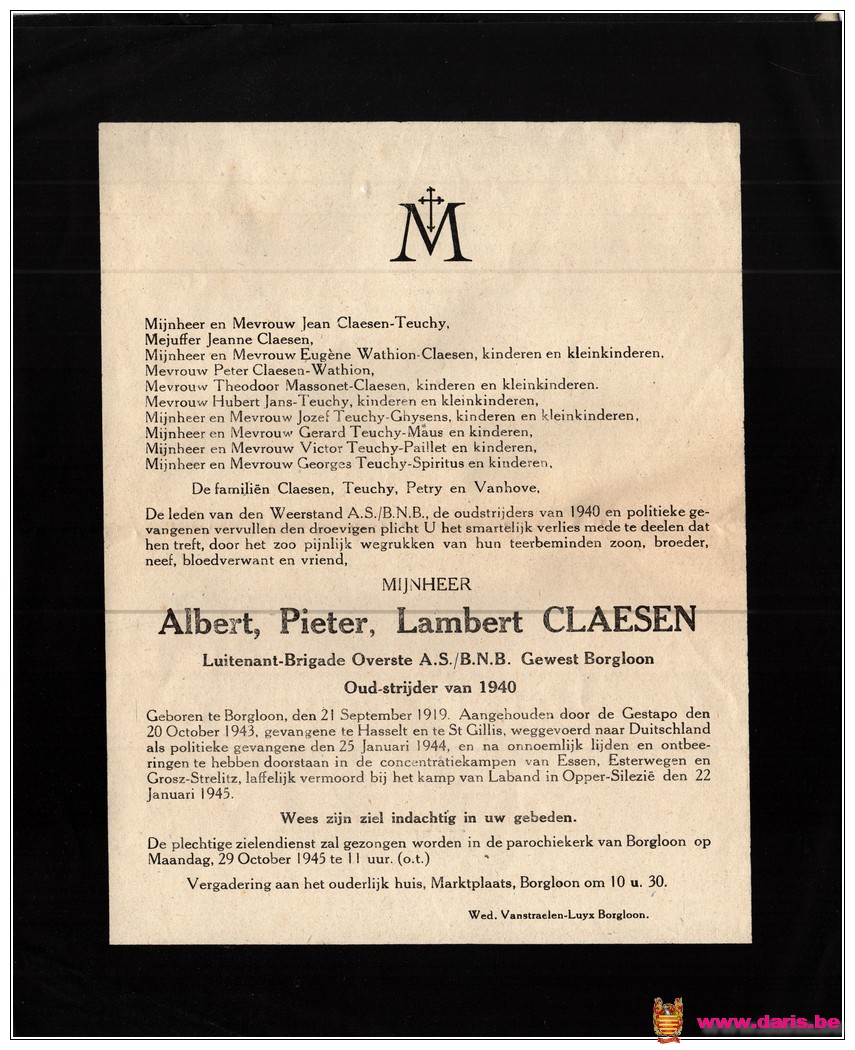 M
Mijnheer en Mevrouw Jean Claesen-Teuchy,
Mejuffer Jeanne Claesen,
Mijnheer en Mevrouw Eugène Wathion-Claesen, kinderen en kleinkinderen,
Mevrouw Peter Claesen-Wathion,
Mevrouw Theodoor Massonet-Claesen, kinderen en kleinkinderen.
Mevrouw Hubert Jans-Teuchy, kinderen en kleinkinderen,
Mijnheer en Mevrouw Jozef Teuchy-Ghysens, kinderen en kleinkinderen,
Mijnheer en Mevrouw Gerard Teuchy-Maus en kinderen,
Mijnheer en Mevrouw Victor Teuchy-Paillet en kinderen,
Mijnheer en Mevrouw Georges Teuchy-Spiritus en kinderen,
De familiën Claesen, Teuchy, Petry en Vanhove,
De leden van den Weerstand A.S./B.N.B., de oudstrijders van 1940 en politieke ge-
vangenen vervullen den droevigen plicht U het smartelijk verlies mede te deelen dat
hen treft, door het zoo pijnlijk wegrukken van hun teerbeminden zoon, broeder,
neef, bloedverwant en vriend,
MIJNHEER
Albert, Pieter, Lambert CLAESEN
Luitenant-Brigade Overste A.S./B.N.B. Gewest Borgloon
Oud-strijder van 1940
Geboren te Borgloon, den 21 September 1919. Aangehouden door de Gestapo den
20 October 1943, gevangene te Hasselt en te St Gillis, weggevoerd naar Duitschland
als politieke gevangene den 25 Januari 1944, en na onnoemlijk lijden en ontbee-
ringen te hebben doorstaan in de concentratiekampen van Essen, Esterwegen en
Grosz-Strelitz, laffelijk vermoord bij het kamp van Laband in Opper-Silezië den 22
Januari 1945.
Wees zijn ziel indachtig in uw gebeden.
De plechtige zielendienst zal gezongen worden in de parochiekerk van Borgloon op
Maandag, 29 October 1945 te 11 uur. (o.t.)
Vergadering aan het ouderlijk huis, Marktplaats, Borgloon om 10 u. 30.
Wed. Vanstraelen-Luyx Borgloon.
www.daris.be